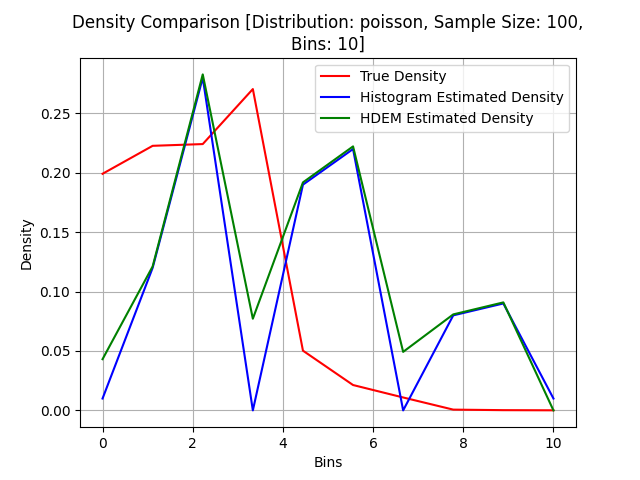 Density Comparison [Distribution: poisson, Sample Size: 100,
Bins: 10]
True Density
Histogram Estimated Density
HDEM Estimated Density
Density
0.25
0.20
0.15
0.10
0.05
0.00
0 2 4 6 8 10
Bins